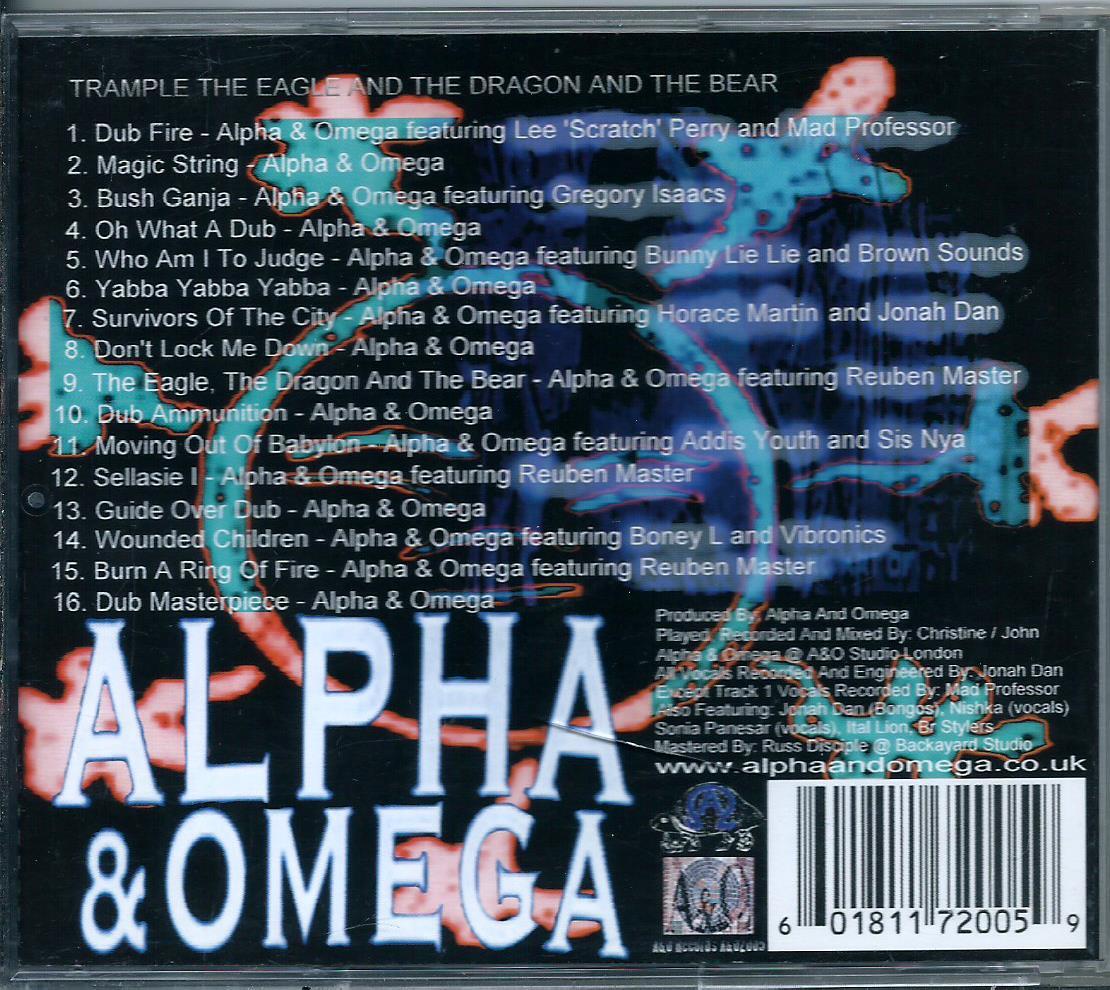 TRAMPLE THE EAGLE AND THE DRAGON AND THE BEAR
1. Dub Fire - Alpha & Omega featuring Lee 'Scratch' Perry and Mad Professor
2. Magic String - Alpha & Omega
3. Bush Ganja - Alpha & Omega featuring Gregory Isaacs
4. Oh What A Dub - Alpha & Omega
5. Who Am I To Judge - Alpha & Omega featuring Bunny Lie Lie and Brown Sounds
6. Yabba Yabba Yabba - Alpha & Omega
7. Survivors Of The City - Alpha & Omega featuring Horace Martin and Jonah Dan
8. Don't Lock Me Down - Alpha & Omega
9. The Eagle, The Dragon And The Bear - Alpha & Omega featuring Reuben Master
10. Dub Ammunition - Alpha & Omega
11. Moving Out Of Babylon - Alpha & Omega featuring Addis Youth and Sis Nya
12. Sellasie I - Alpha & Omega featuring Reuben Master
13. Guide Over Dub - Alpha & Omega
14. Wounded Children - Alpha & Omega featuring Boney L and Vibronics
15. Burn A Ring Of Fire - Alpha & Omega featuring Reuben Master
16. Dub Masterpiece - Alpha & Omega
ALPHA
& OMEGA
Produced By: Alpha And Omega
Played, Recorded And Mixed By: Christine / John
Alpha & Omega @ A&O Studio London
All Vocals Recorded And Engineered By: Jonah Dan
Except Track 1 Vocals Recorded By: Mad Professor
Also Featuring: Jonah Dan (Bongos), Nishka (vocals)
Sonia Panesar (vocals), Ital Lion, Br Stylers
Mastered By: Russ Disciple @ Backayard Studio
www.alphaandomega.co.uk
A&O
A&O Records A&O2005
6 01811 72005 9